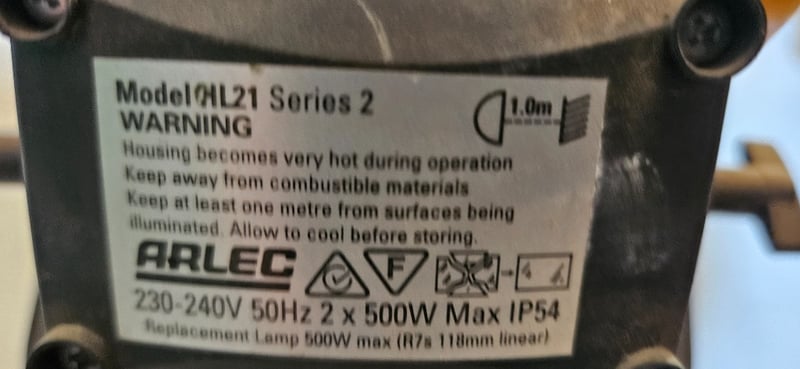 Model HL21 Series 2
1.0m
WARNING
Housing becomes very hot during operation
Keep away from combustible materials
Keep at least one metre from surfaces being
illuminated. Allow to cool before storing.
ARLEC
F
230-240V 50Hz 2 x 500W Max IP54
Replacement Lamp 500W max (R7s 118mm linear)